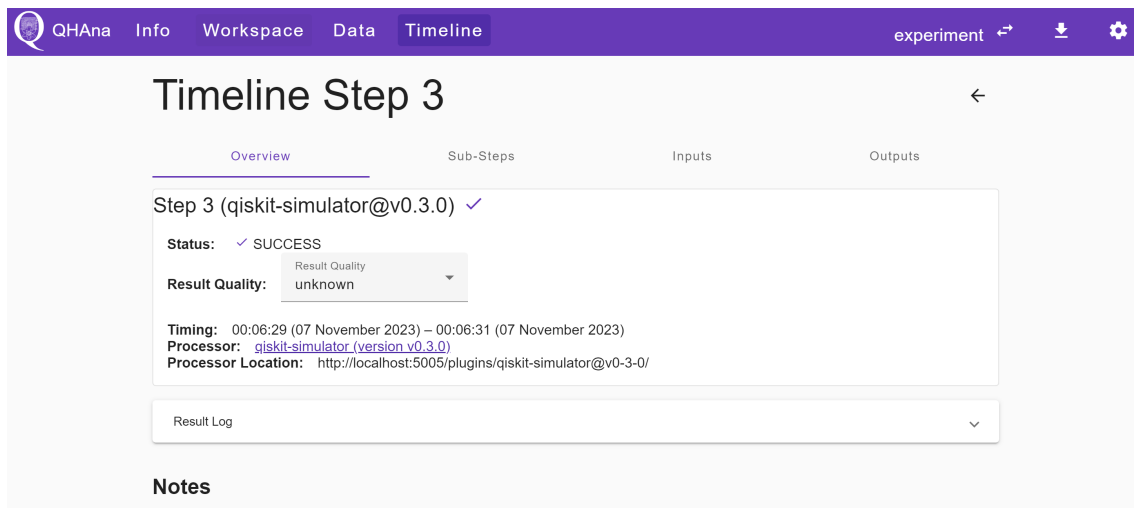 QHAna Info Workspace Data Timeline experiment
Timeline Step 3
Overview Sub-Steps Inputs Outputs
Step 3 (qiskit-simulator@v0.3.0)
Status: SUCCESS
Result Quality
Result Quality: unknown
Timing: 00:06:29 (07 November 2023) – 00:06:31 (07 November 2023)
Processor: qiskit-simulator (version v0.3.0)
Processor Location: http://localhost:5005/plugins/qiskit-simulator@v0-3-0/
Result Log
Notes